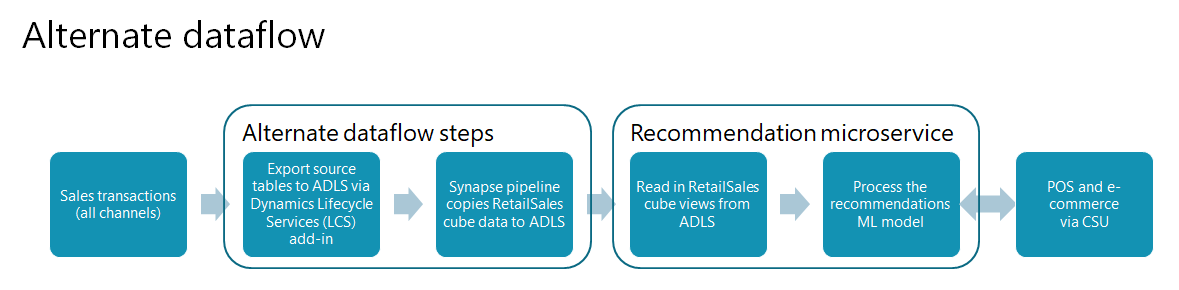 Alternate dataflow
Alternate dataflow steps
Recommendation microservice
Sales transactions
(all channels)
Export source
tables to ADLS via
Dynamics Lifecycle
Services (LCS)
add-in
Synapse pipeline
copies RetailSales
cube data to ADLS
Read in RetailSales
cube views from
ADLS
Process the
recommendations
ML model
POS and e-
commerce
via CSU